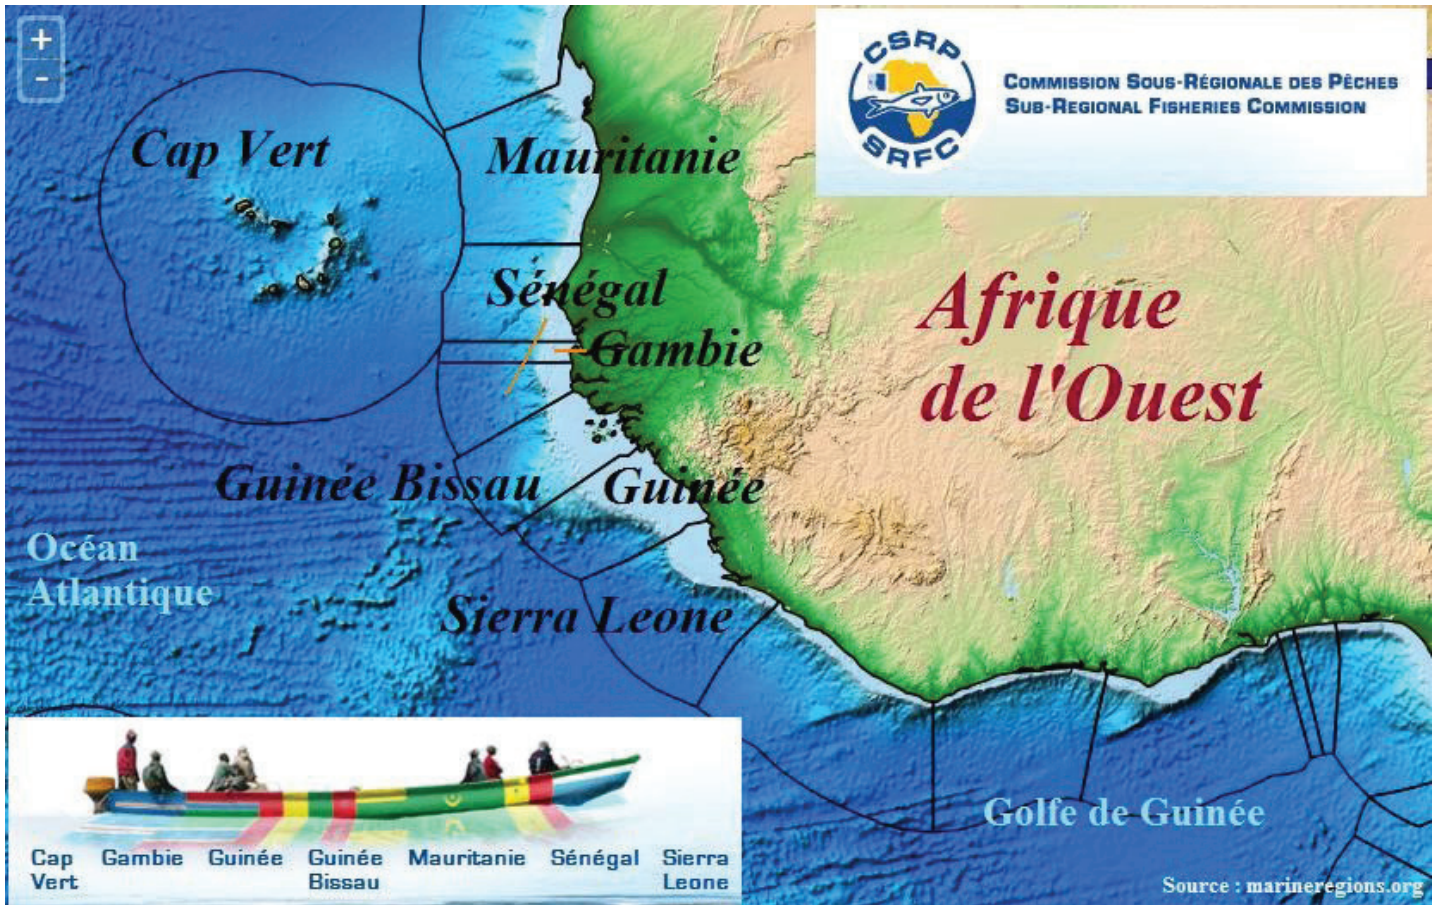 +
-
CSRP
SRFC
COMMISSION SOUS-RÉGIONALE DES PÊCHES
SUB-REGIONAL FISHERIES COMMISSION
Cap Vert
Mauritanie
Sénégal
Gambie
Afrique
de l'Ouest
Guinée Bissau
Guinée
Océan
Atlantique
Sierra Leone
Golfe de Guinée
Cap
Vert
Gambie
Guinée
Guinée
Bissau
Mauritanie
Sénégal
Sierra
Leone
Source : marineregions.org